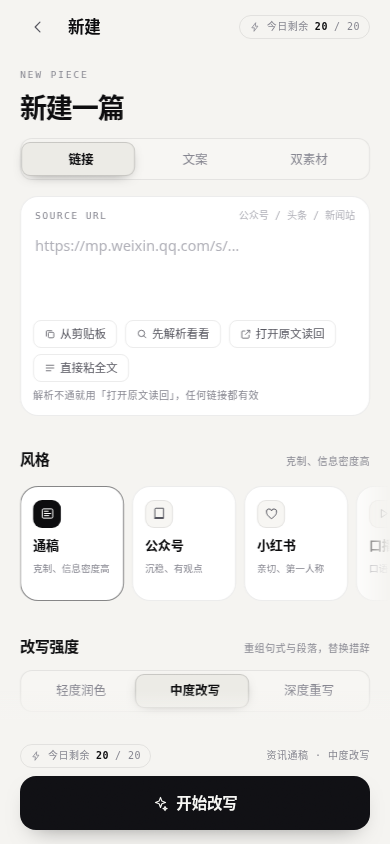 新建
今日剩余 20 / 20
NEW PIECE
新建一篇
链接
文案
双素材
SOURCE URL
公众号 / 头条 / 新闻站
https://mp.weixin.qq.com/s/...
从剪贴板
先解析看看
打开原文读回
直接粘全文
解析不通就用「打开原文读回」，任何链接都有效
风格
克制、信息密度高
通稿
克制、信息密度高
公众号
沉稳、有观点
小红书
亲切、第一人称
口
口
改写强度
重组句式与段落，替换措辞
轻度润色
中度改写
深度重写
今日剩余 20 / 20
资讯通稿 · 中度改写
开始改写